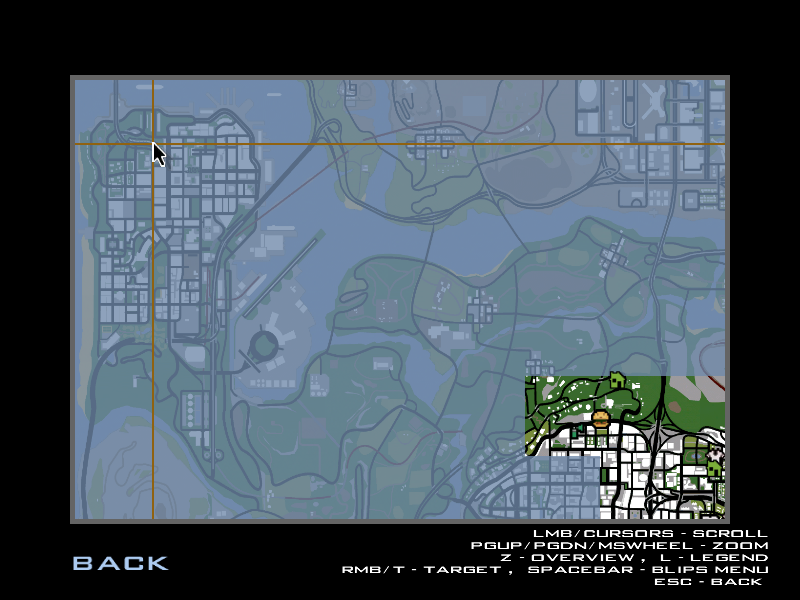 LMB/CURSORS - SCROLL
PGUP/PGDN/MSWHEEL - ZOOM
Z - OVERVIEW , L - LEGEND
RMB/T - TARGET , SPACEBAR - BLIPS MENU
ESC - BACK
BACK